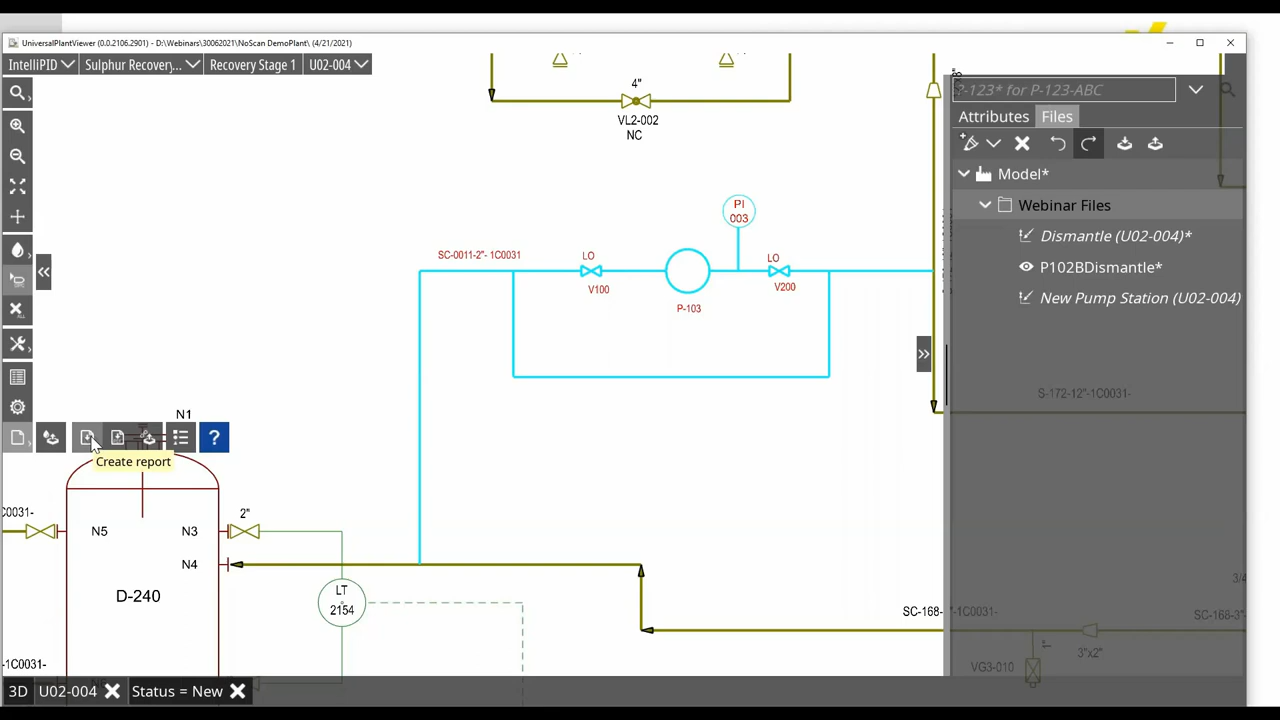 UniversalPlantViewer (0.0.2106.2901) - D:\Webinars\30062021\NoScan DemoPlant\ (4/21/2021)
IntelliPID
Sulphur Recovery...
Recovery Stage 1
U02-004
?-123* for P-123-ABC
Attributes
Files
Model*
Webinar Files
Dismantle (U02-004)*
P102BDismantle*
New Pump Station (U02-004)
4"
VL2-002
NC
PI
003
SC-0011-2"- 1C0031
LO
V100
P-103
LO
V200
S-172-12"-1C0031-
N1
?
Create report
C0031-
N5
N3
2"
N4
D-240
LT
2154
SC-168-
"-1C0031-
SC-168-3"
3/4
1"
3"x2"
VG3-010
-1C0031-
3D
U02-004
Status = New